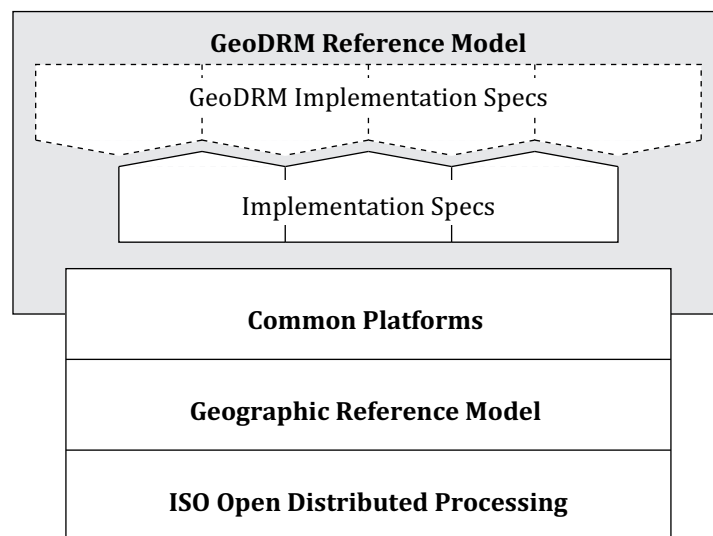 GeoDRM Reference Model
GeoDRM Implementation Specs
Implementation Specs
Common Platforms
Geographic Reference Model
ISO Open Distributed Processing